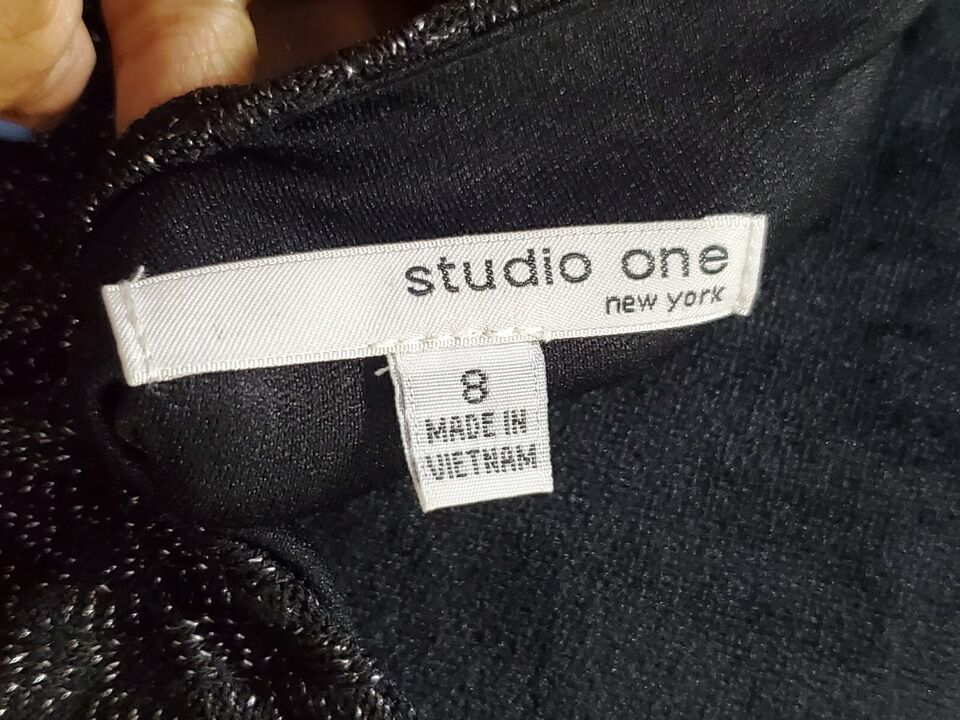 studio one
new york
8
MADE IN
VIETNAM